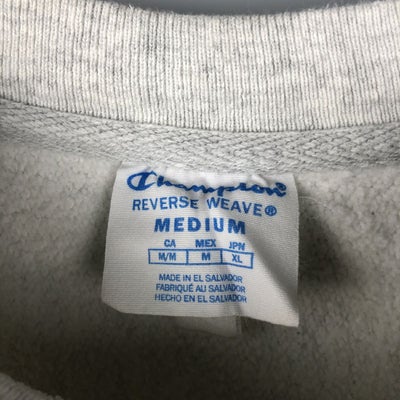 Champion
REVERSE WEAVE®
MEDIUM
CA MEX JPN
M/M M XL
MADE IN EL SALVADOR
FABRIQUÉ AU SALVADOR
HECHO EN EL SALVADOR